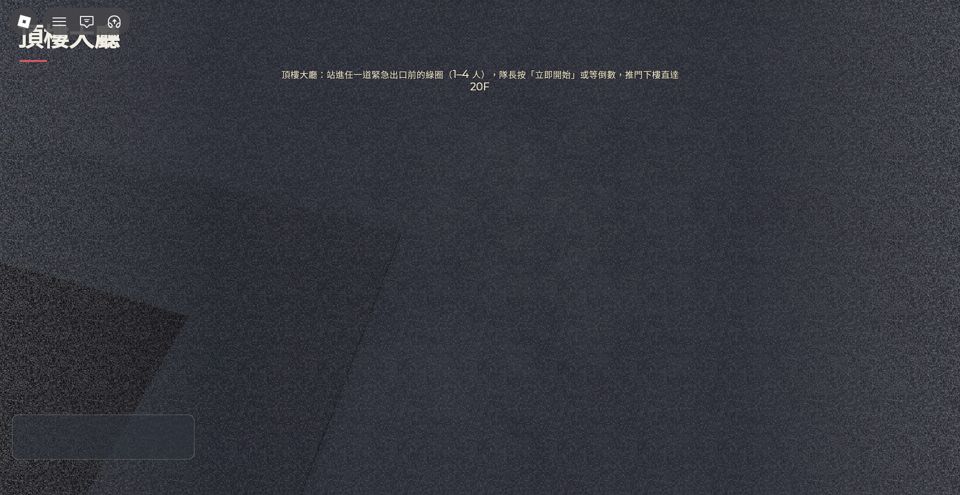 頂樓大廳
頂樓大廳：站進任一道緊急出口前的綠圈（1–4 人），隊長按「立即開始」或等倒數，推門下樓直達
20F